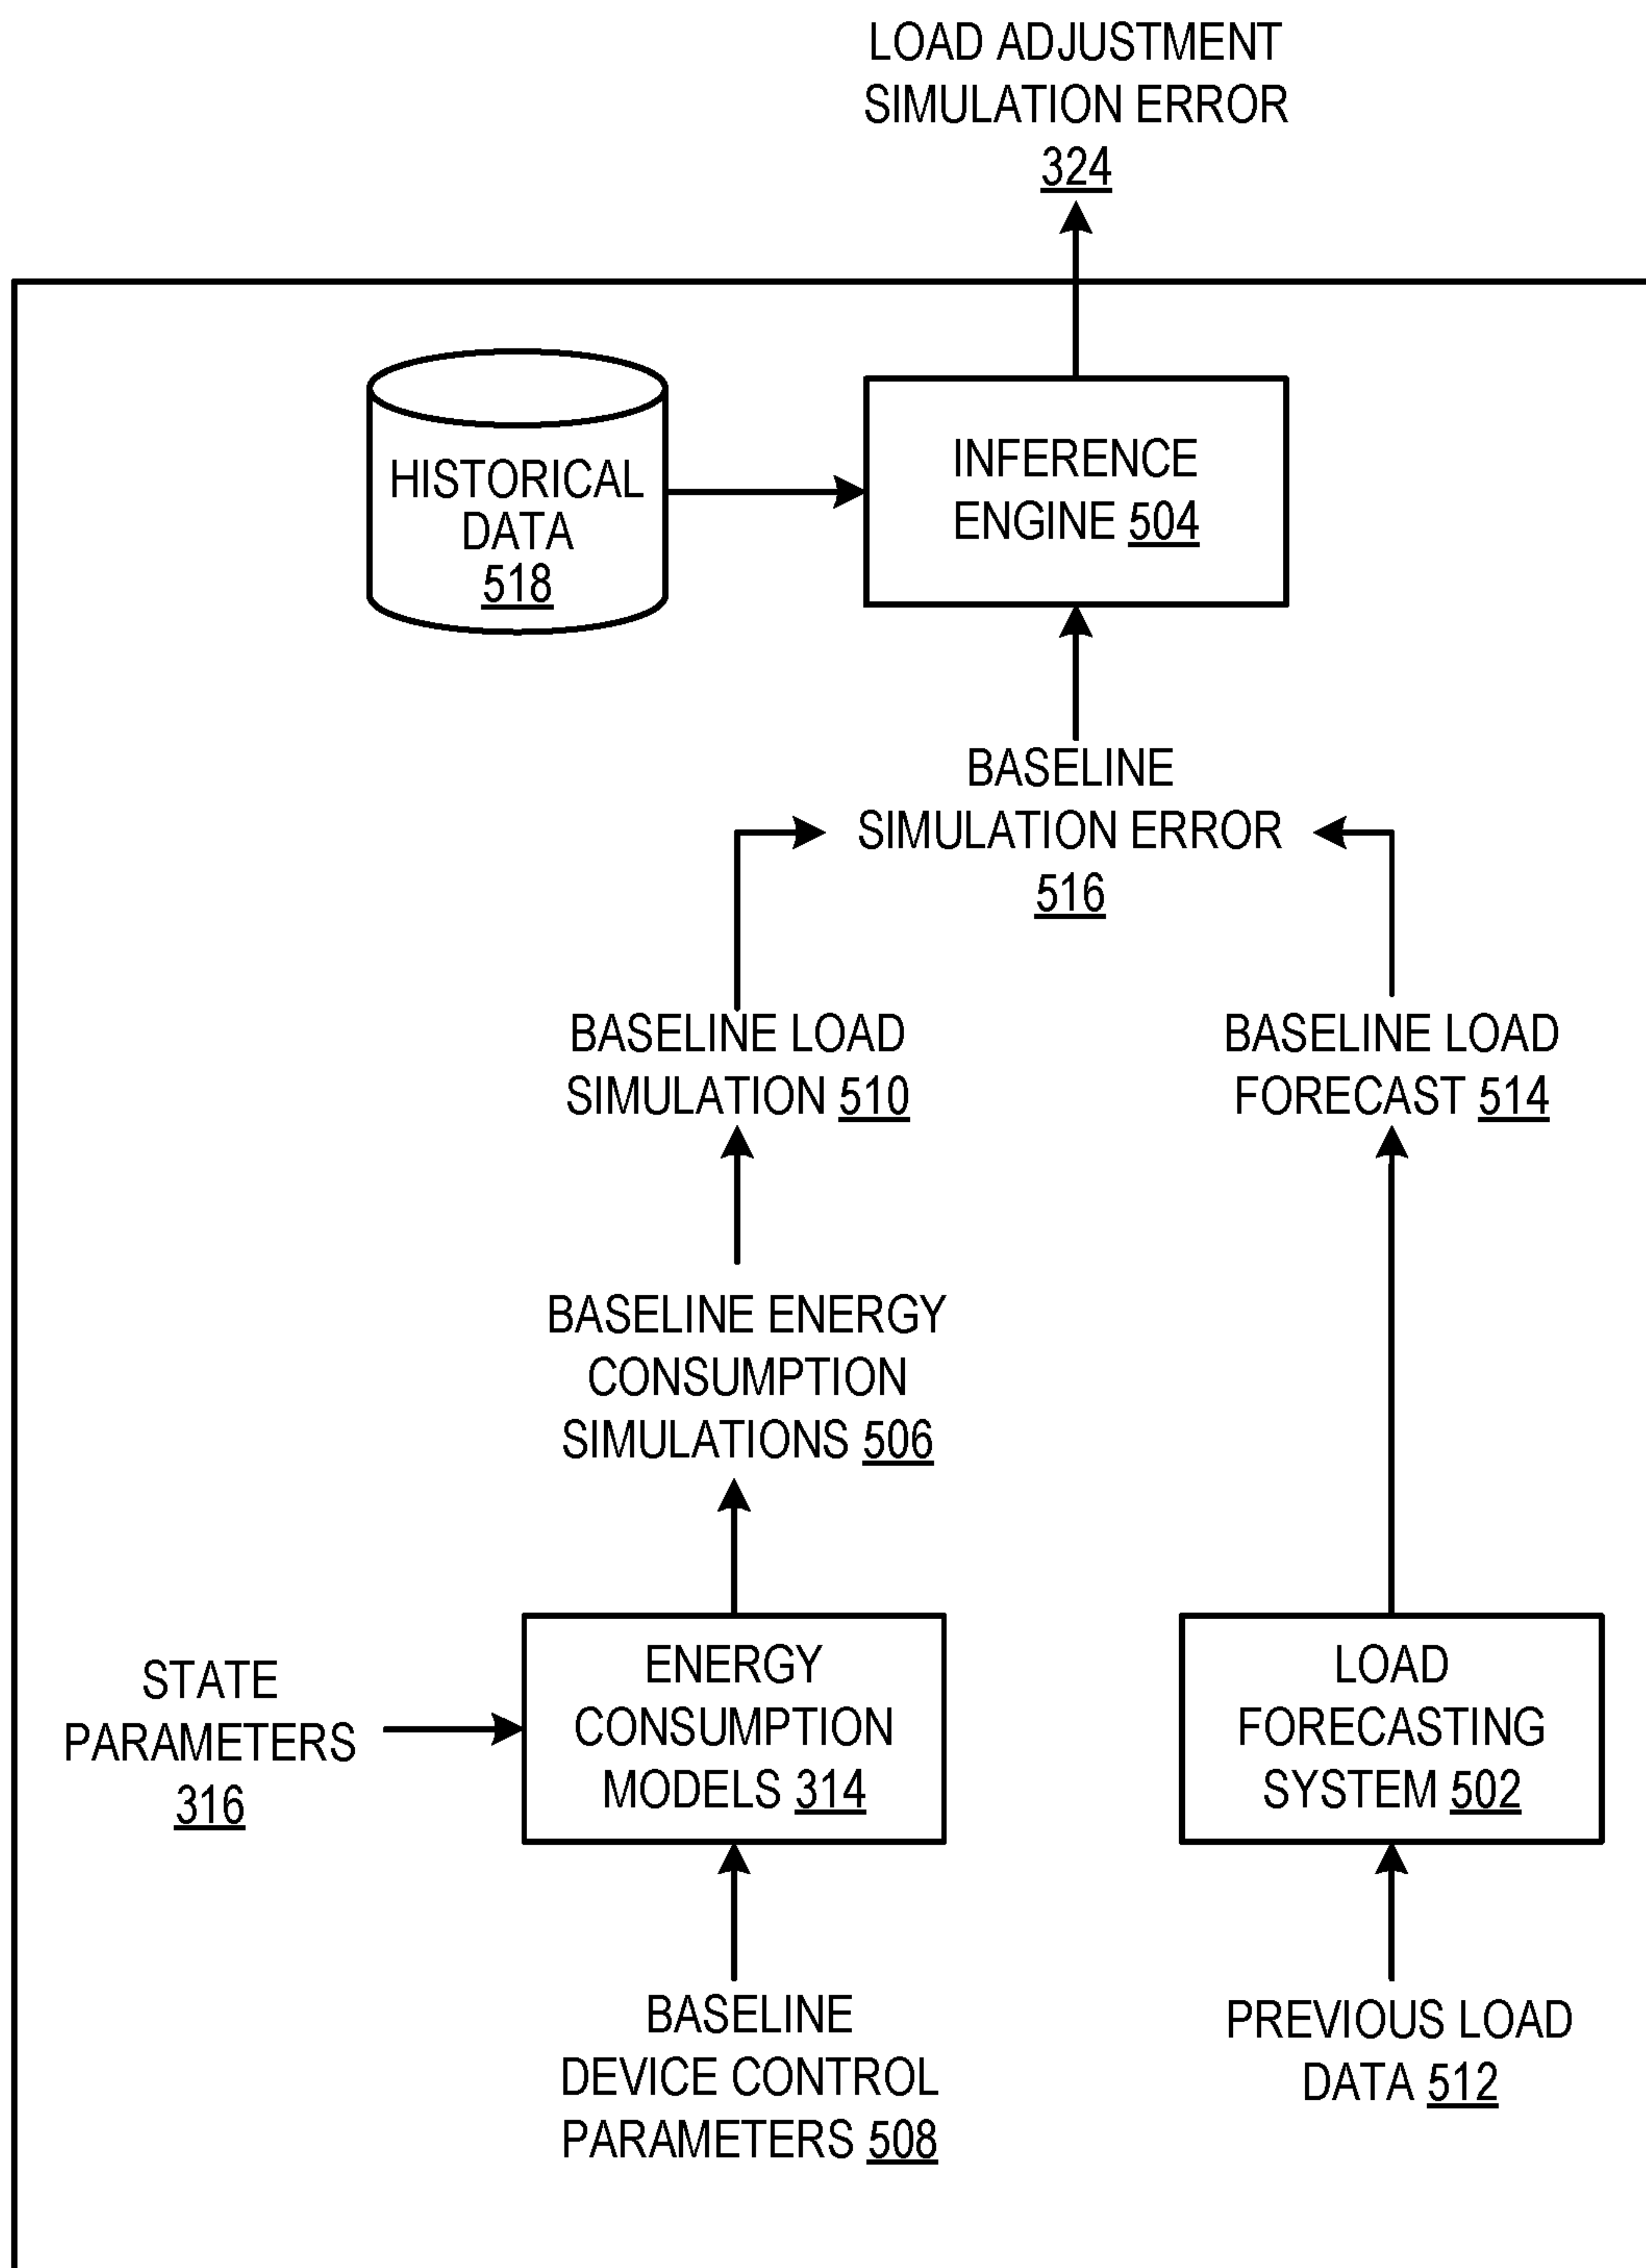 LOAD ADJUSTMENT
SIMULATION ERROR
324
HISTORICAL
DATA
518
INFERENCE
ENGINE 504
BASELINE
SIMULATION ERROR
516
BASELINE LOAD
SIMULATION 510
BASELINE LOAD
FORECAST 514
BASELINE ENERGY
CONSUMPTION
SIMULATIONS 506
STATE
PARAMETERS
316
ENERGY
CONSUMPTION
MODELS 314
LOAD
FORECASTING
SYSTEM 502
BASELINE
DEVICE CONTROL
PARAMETERS 508
PREVIOUS LOAD
DATA 512